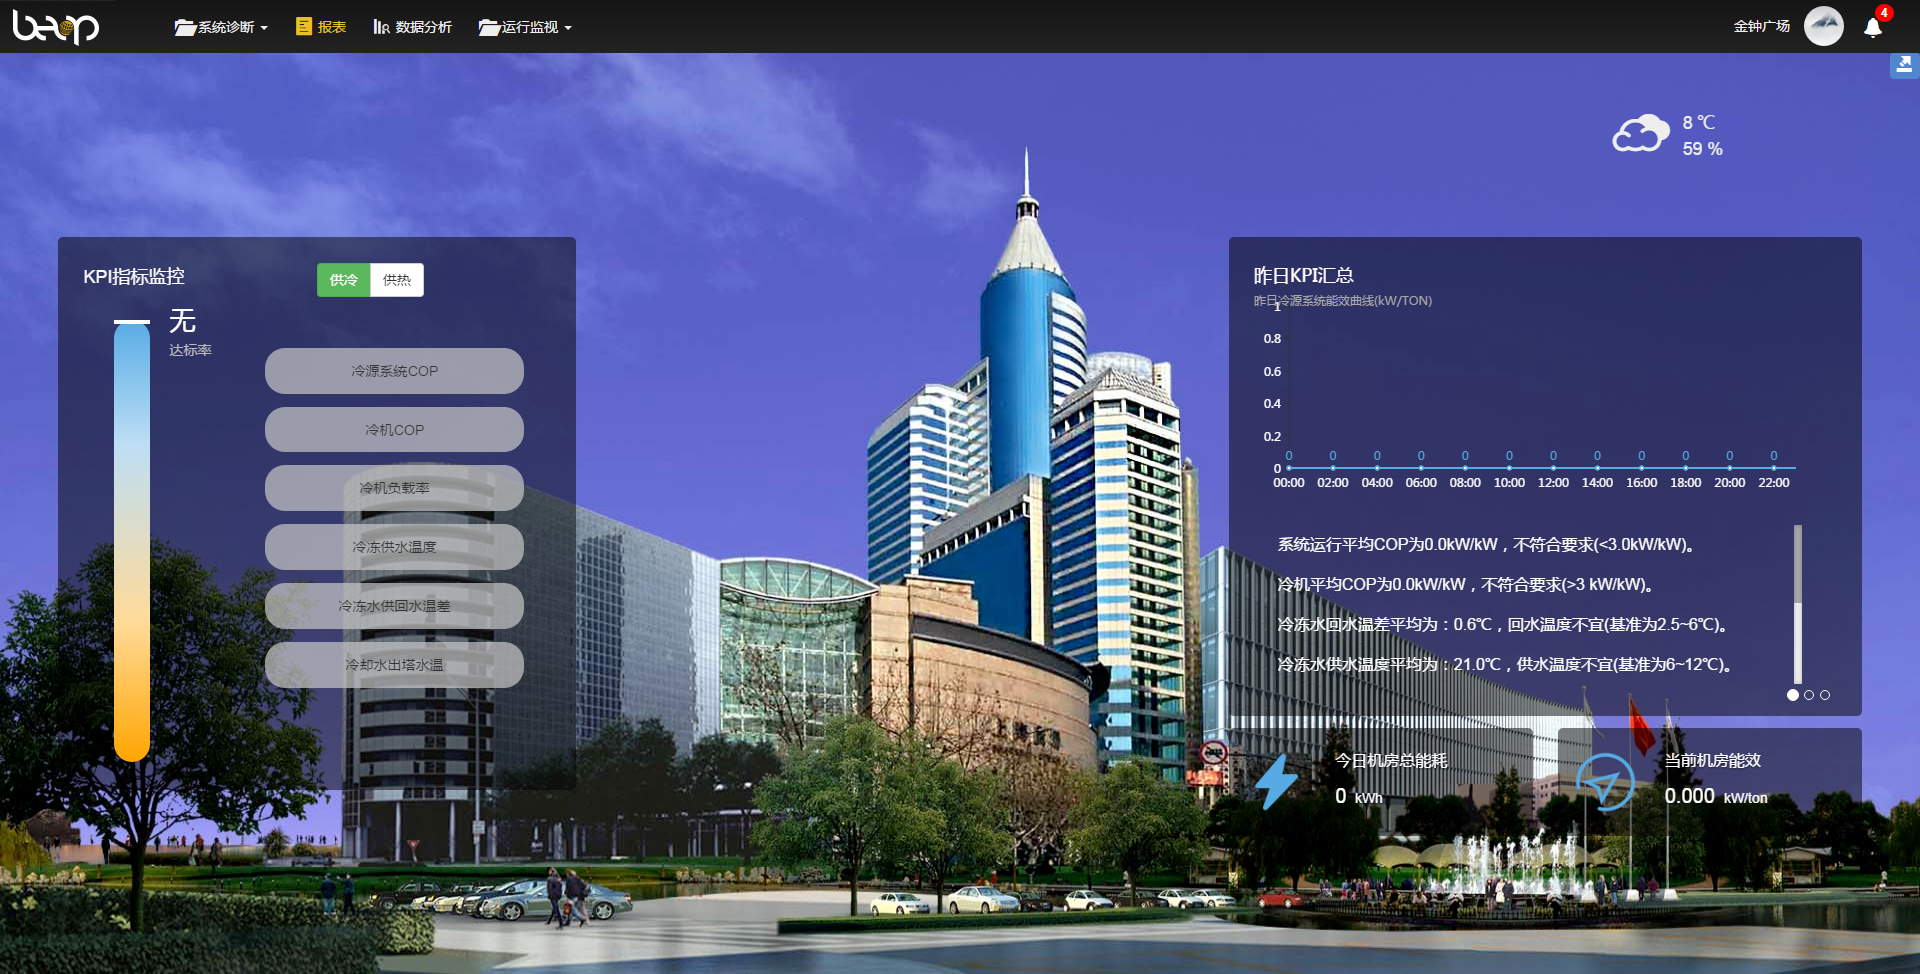 beop
系统诊断
报表
数据分析
运行监视
金钟广场
4
8 ℃
59 %
KPI指标监控
供冷
供热
无
达标率
冷源系统COP
冷机COP
冷机负载率
冷冻供水温度
冷冻水供回水温差
冷却水出塔水温
昨日KPI汇总
昨日冷源系统能效曲线(kW/TON)
1
0.8
0.6
0.4
0.2
0
0 0 0 0 0 0 0 0 0 0 0 0
00:00 02:00 04:00 06:00 08:00 10:00 12:00 14:00 16:00 18:00 20:00 22:00
系统运行平均COP为0.0kW/kW，不符合要求(<3.0kW/kW)。
冷机平均COP为0.0kW/kW，不符合要求(>3 kW/kW)。
冷冻水回水温差平均为：0.6℃，回水温度不宜(基准为2.5~6℃)。
冷冻水供水温度平均为：21.0℃，供水温度不宜(基准为6~12℃)。
今日机房总能耗
0 kWh
当前机房能效
0.000 kW/ton